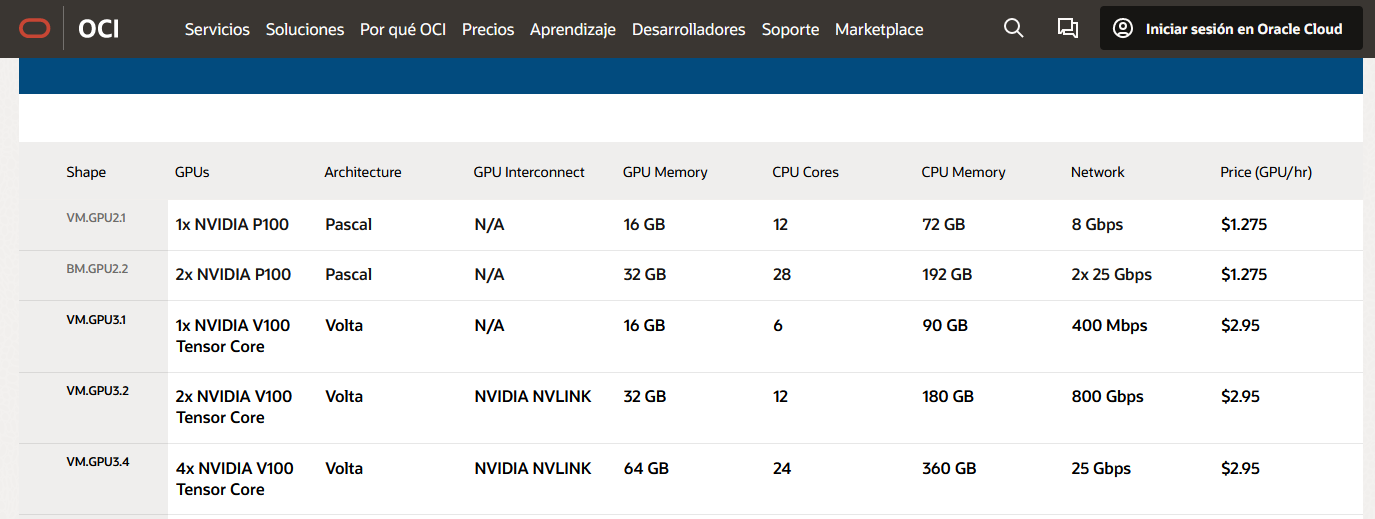 OCI Servicios Soluciones Por qué OCI Precios Aprendizaje Desarrolladores Soporte Marketplace Iniciar sesión en Oracle Cloud
Shape GPUs Architecture GPU Interconnect GPU Memory CPU Cores CPU Memory Network Price (GPU/hr)
VM.GPU2.1 1x NVIDIA P100 Pascal N/A 16 GB 12 72 GB 8 Gbps $1.275
BM.GPU2.2 2x NVIDIA P100 Pascal N/A 32 GB 28 192 GB 2x 25 Gbps $1.275
VM.GPU3.1 1x NVIDIA V100 Volta N/A 16 GB 6 90 GB 400 Mbps $2.95
Tensor Core
VM.GPU3.2 2x NVIDIA V100 Volta NVIDIA NVLINK 32 GB 12 180 GB 800 Gbps $2.95
Tensor Core
VM.GPU3.4 4x NVIDIA V100 Volta NVIDIA NVLINK 64 GB 24 360 GB 25 Gbps $2.95
Tensor Core